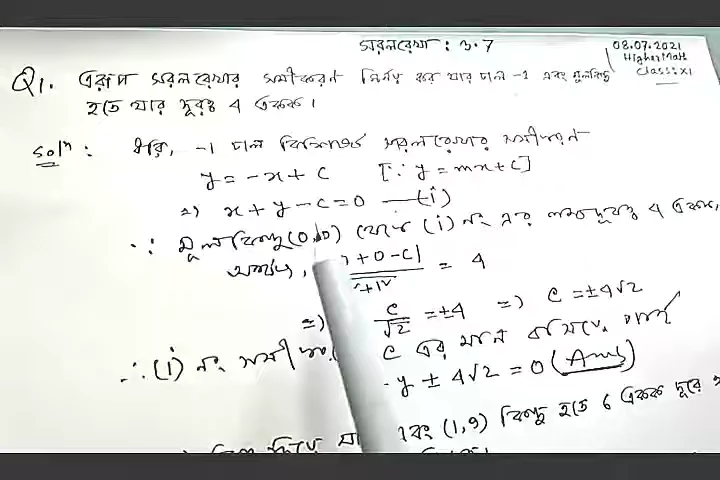 সরলরেখা : 3.7
08.07.2021
Higher Math
Class: XI
Q1. এরূপ সরলরেখার সমীকরণ নির্ণয় কর যার ঢাল -1 এবং মূলবিন্দু
হতে যার দূরত্ব 4 একক।
Solⁿ : ধরি, -1 ঢাল বিশিষ্ট সরলরেখার সমীকরণ
y = -x + c [∵ y = mx + c]
⇒ x + y - c = 0 —(i)
∴ মূলবিন্দু (0,0) থেকে (i) নং এর লম্বদূরত্ব 4 একক,
অর্থাৎ, + 0 - c| = 4
⇒ c/√2 = ±4 ⇒ c = ±4√2
∴ (i) নং c এর মান বসিয়ে পাই
y ± 4√2 = 0 (Ans)
এবং (1,9) বিন্দু হতে 6 একক দূরে